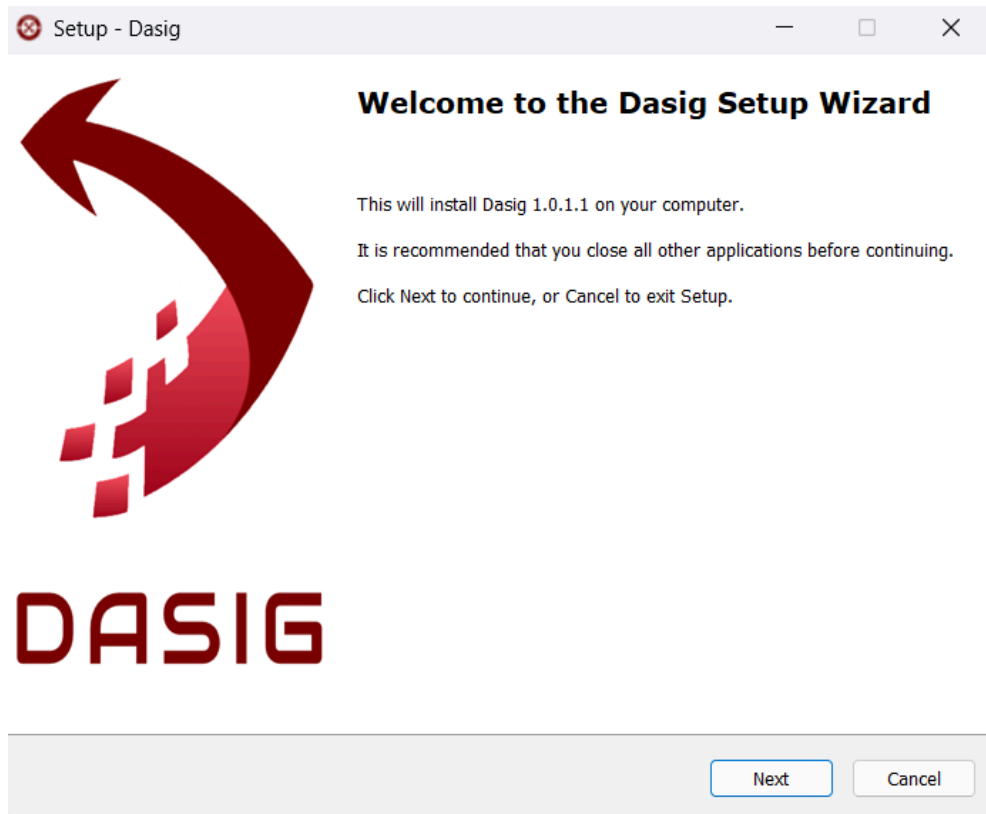 Setup - Dasig
Welcome to the Dasig Setup Wizard
This will install Dasig 1.0.1.1 on your computer.
It is recommended that you close all other applications before continuing.
Click Next to continue, or Cancel to exit Setup.
DASIG
Next
Cancel